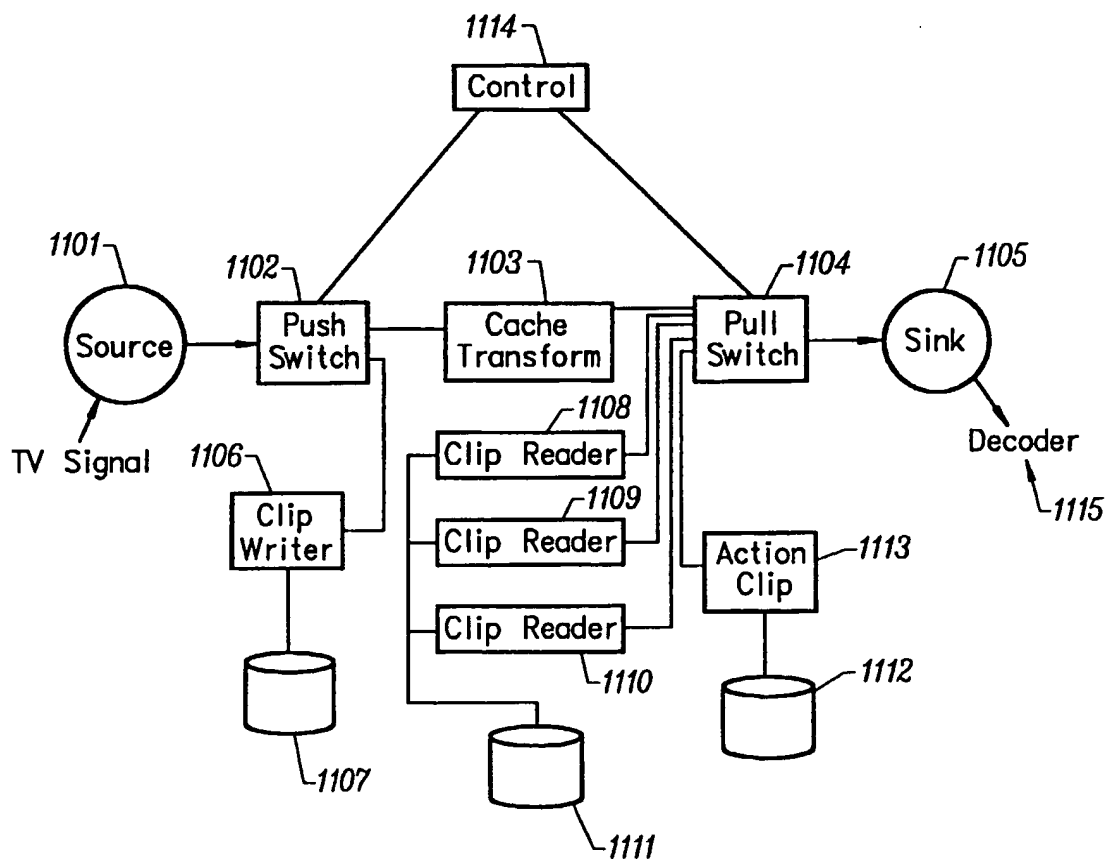 1114
Control
1101
1102
1103
1104
1105
Source
Push
Switch
Cache
Transform
Pull
Switch
Sink
TV Signal
1108
Clip Reader
Decoder
1106
1109
1115
Clip
Writer
Clip Reader
Action
Clip
1113
Clip Reader
1110
1112
1107
1111